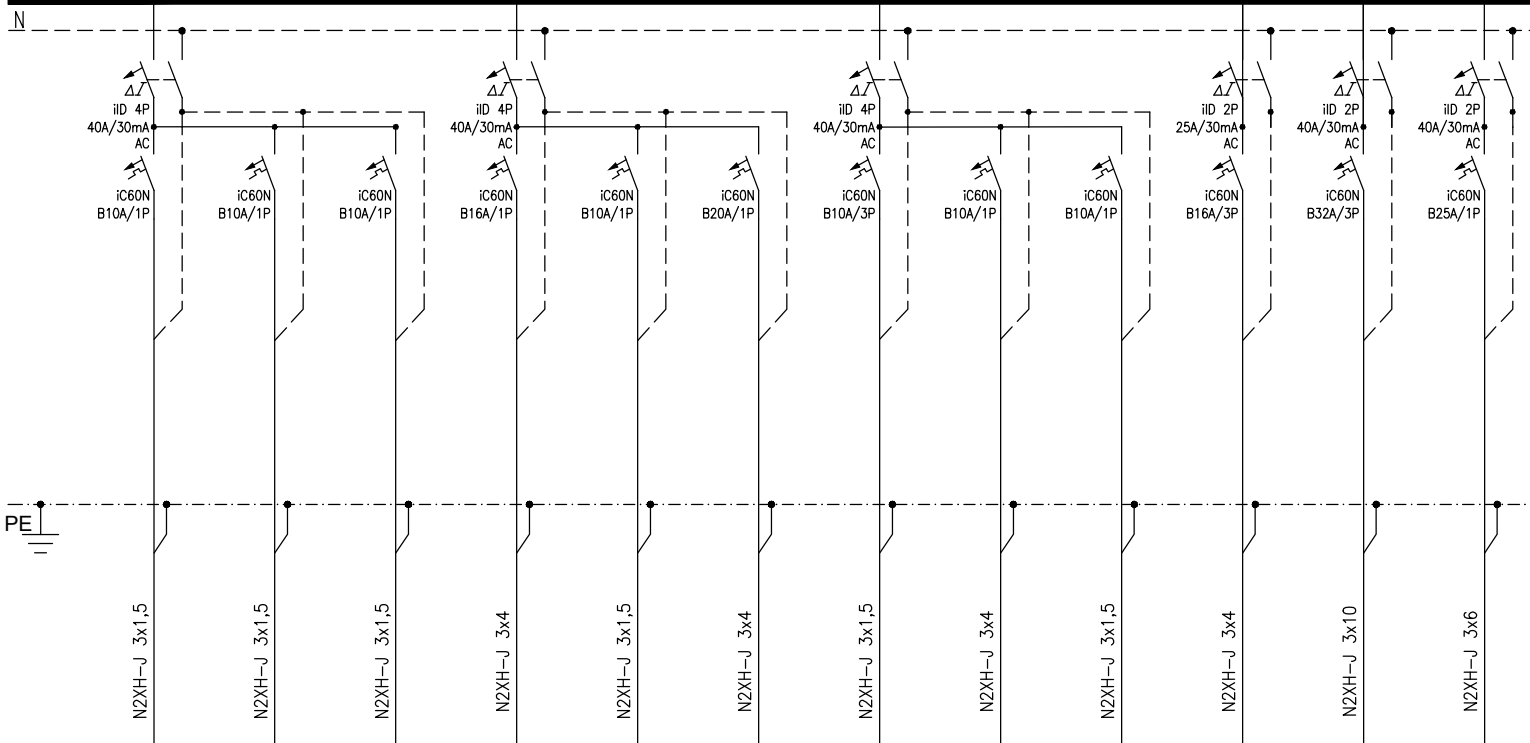 N
iID 4P
40A/30mA
AC
iID 4P
40A/30mA
AC
iID 4P
40A/30mA
AC
iID 2P
25A/30mA
AC
iID 2P
40A/30mA
AC
iID 2P
40A/30mA
AC
iC60N
B10A/1P
iC60N
B10A/1P
iC60N
B10A/1P
iC60N
B16A/1P
iC60N
B10A/1P
iC60N
B20A/1P
iC60N
B10A/3P
iC60N
B10A/1P
iC60N
B10A/1P
iC60N
B16A/3P
iC60N
B32A/3P
iC60N
B25A/1P
PE
N2XH-J 3x1,5
N2XH-J 3x1,5
N2XH-J 3x1,5
N2XH-J 3x4
N2XH-J 3x1,5
N2XH-J 3x4
N2XH-J 3x1,5
N2XH-J 3x4
N2XH-J 3x1,5
N2XH-J 3x4
N2XH-J 3x10
N2XH-J 3x6